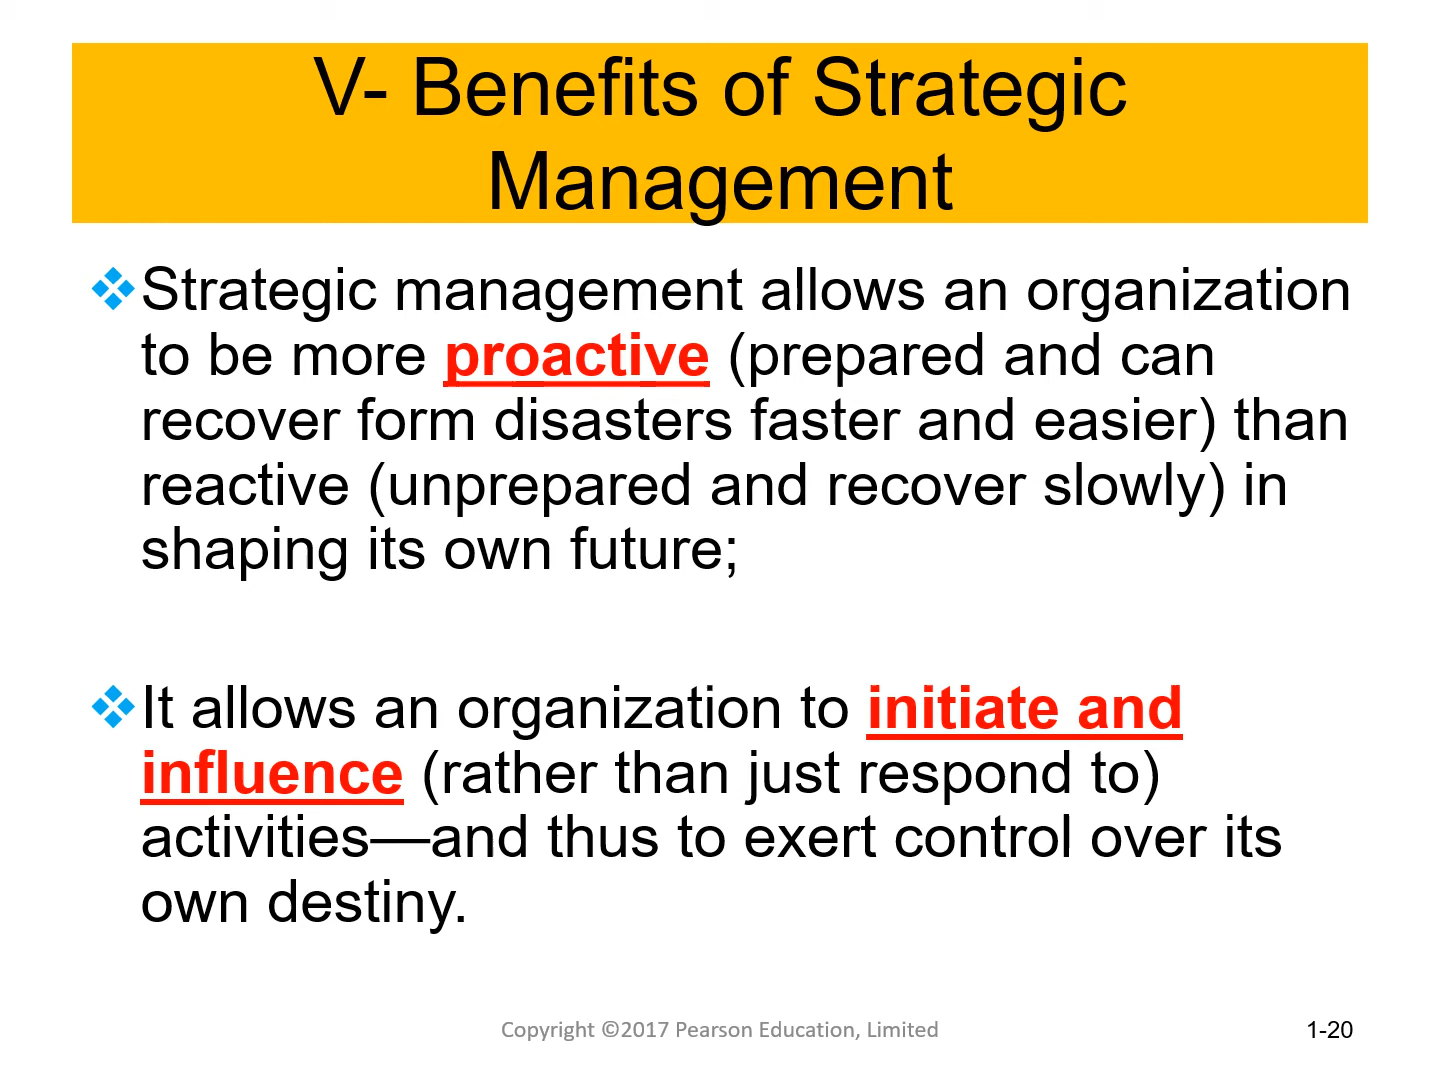 V- Benefits of Strategic
Management
❖Strategic management allows an organization
to be more proactive (prepared and can
recover form disasters faster and easier) than
reactive (unprepared and recover slowly) in
shaping its own future;
❖It allows an organization to initiate and
influence (rather than just respond to)
activities—and thus to exert control over its
own destiny.
Copyright ©2017 Pearson Education, Limited
1-20